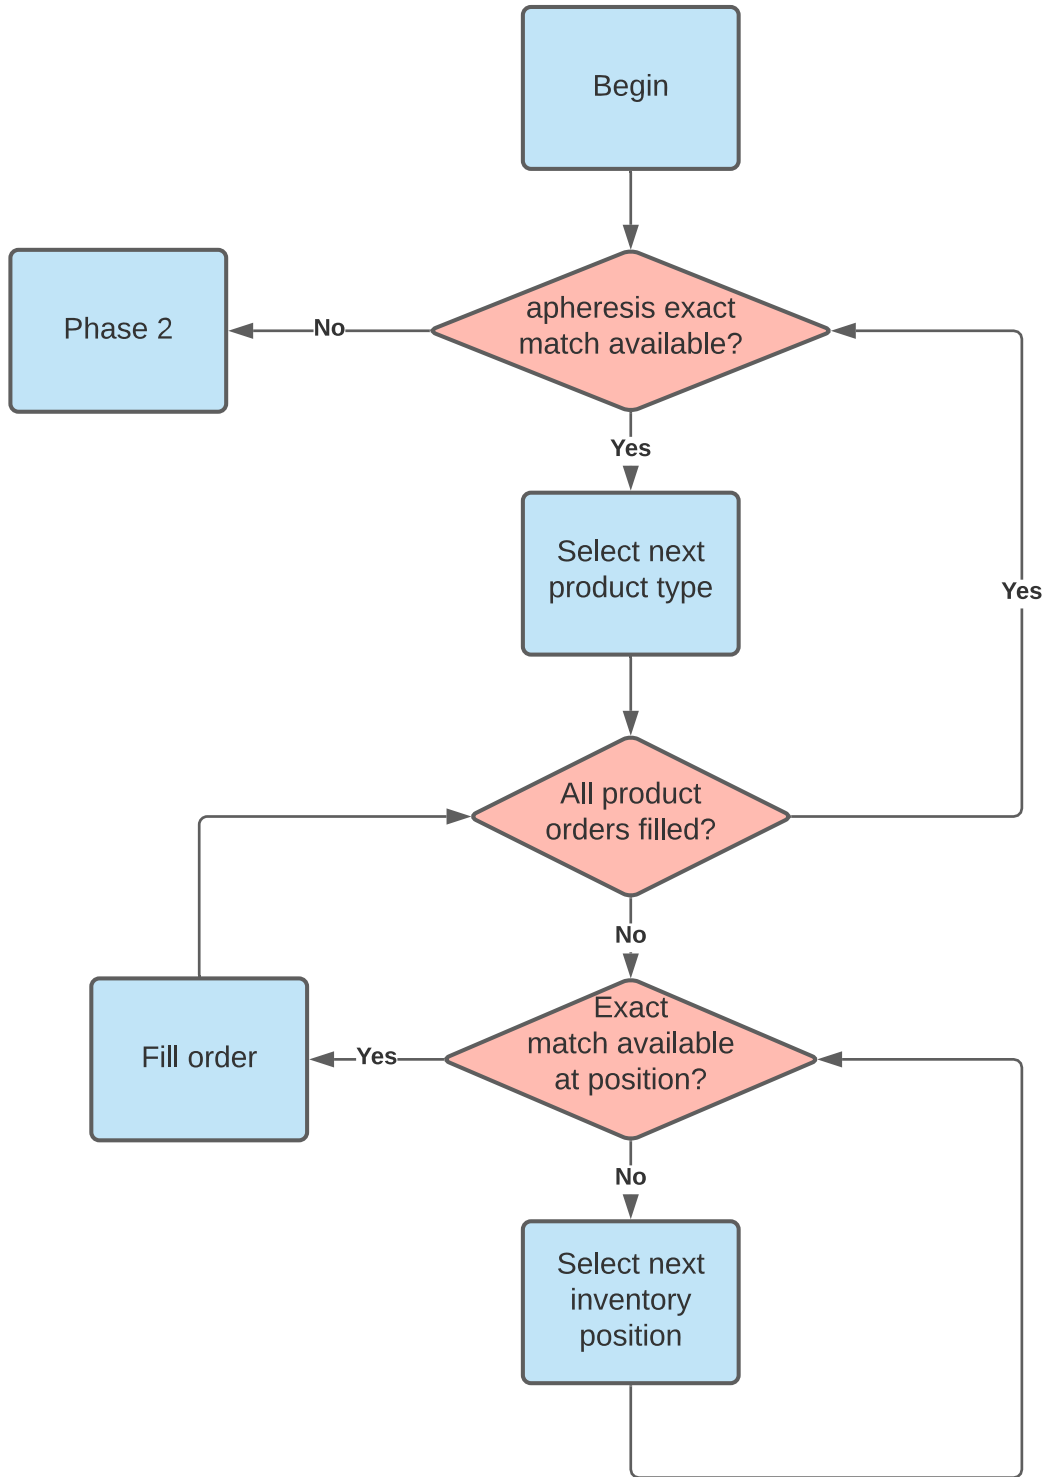 Begin
apheresis exact
match available?
No
Phase 2
Yes
Select next
product type
Yes
All product
orders filled?
No
Exact
match available
at position?
Yes
Fill order
No
Select next
inventory
position